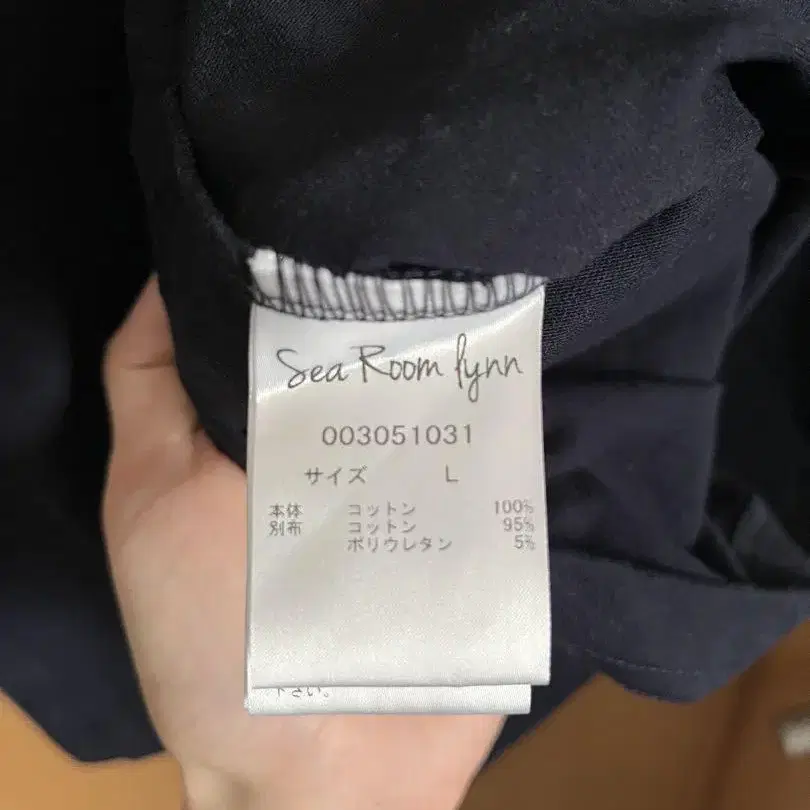 Sea Room lynn
003051031
サイズ L
本体 コットン 100%
別布 コットン 95%
ポリウレタン 5%
下さい。